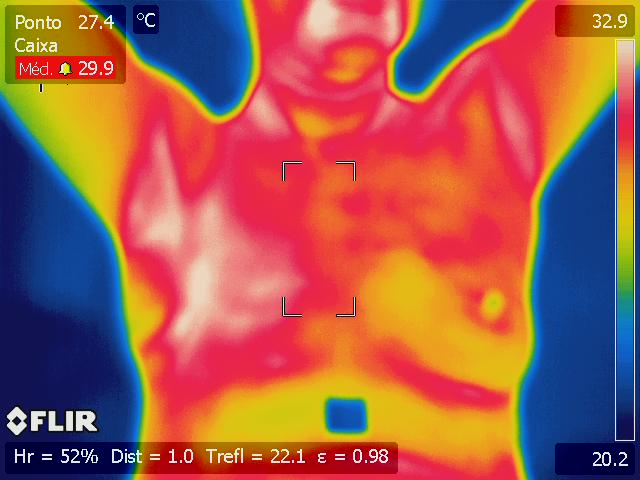 Ponto 27.4 °C
Caixa
Méd. 29.9
32.9
FLIR
Hr = 52% Dist = 1.0 Trefl = 22.1 ε = 0.98
20.2